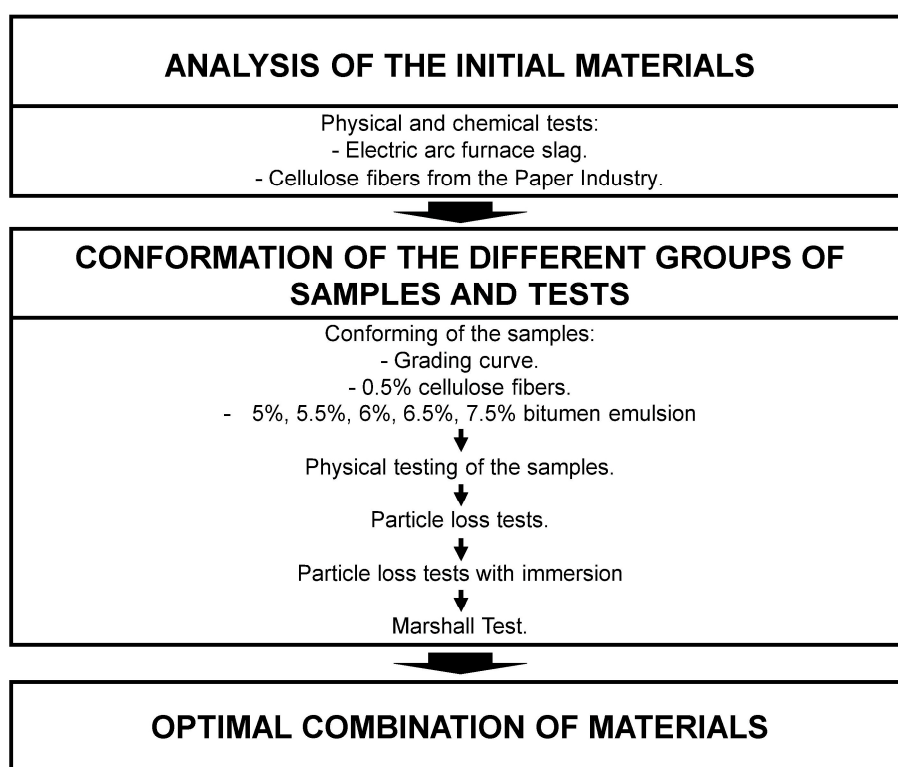 ANALYSIS OF THE INITIAL MATERIALS
Physical and chemical tests:
- Electric arc furnace slag.
- Cellulose fibers from the Paper Industry.
CONFORMATION OF THE DIFFERENT GROUPS OF
SAMPLES AND TESTS
Conforming of the samples:
- Grading curve.
- 0.5% cellulose fibers.
- 5%, 5.5%, 6%, 6.5%, 7.5% bitumen emulsion
Physical testing of the samples.
Particle loss tests.
Particle loss tests with immersion
Marshall Test.
OPTIMAL COMBINATION OF MATERIALS